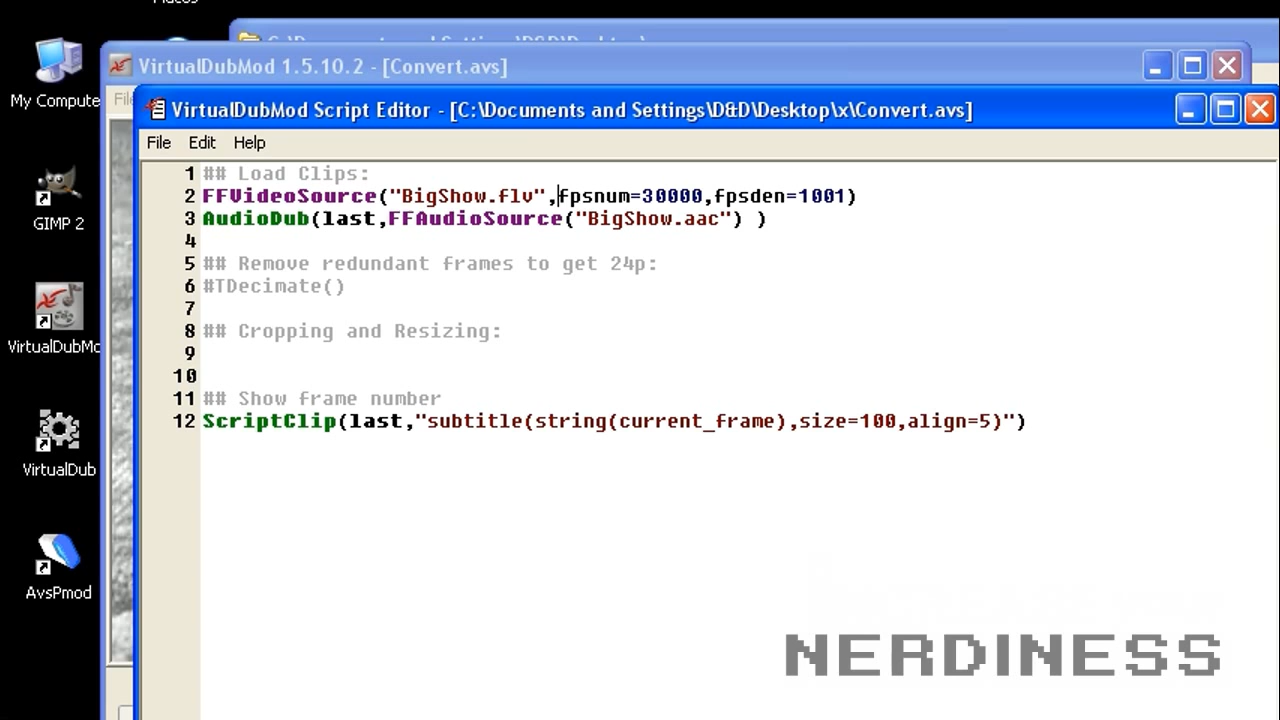 My Compute
GIMP 2
VirtualDubMo
VirtualDub
AvsPmod
VirtualDubMod 1.5.10.2 - [Convert.avs]
VirtualDubMod Script Editor - [C:\Documents and Settings\D&D\Desktop\x\Convert.avs]
File Edit Help
1 ## Load Clips:
2 FFVideoSource("BigShow.flv",fpsnum=30000,fpsden=1001)
3 AudioDub(last,FFAudioSource("BigShow.aac") )
4
5 ## Remove redundant frames to get 24p:
6 #TDecimate()
7
8 ## Cropping and Resizing:
9
10
11 ## Show frame number
12 ScriptClip(last,"subtitle(string(current_frame),size=100,align=5)")
NERDINESS